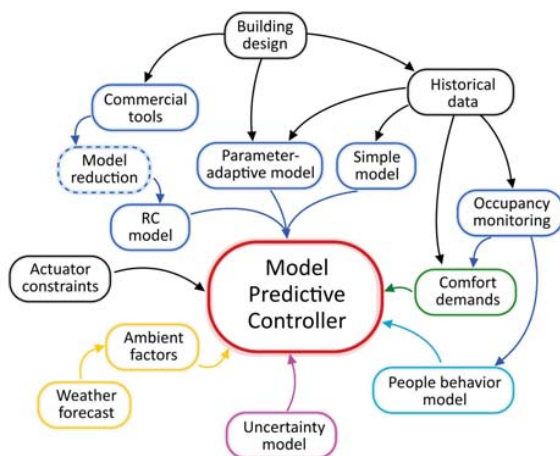 Building
design
Historical
data
Commercial
tools
Model
reduction
Parameter-
adaptive model
Simple
model
RC
model
Occupancy
monitoring
Actuator
constraints
Model
Predictive
Controller
Comfort
demands
Ambient
factors
Weather
forecast
People behavior
model
Uncertainty
model